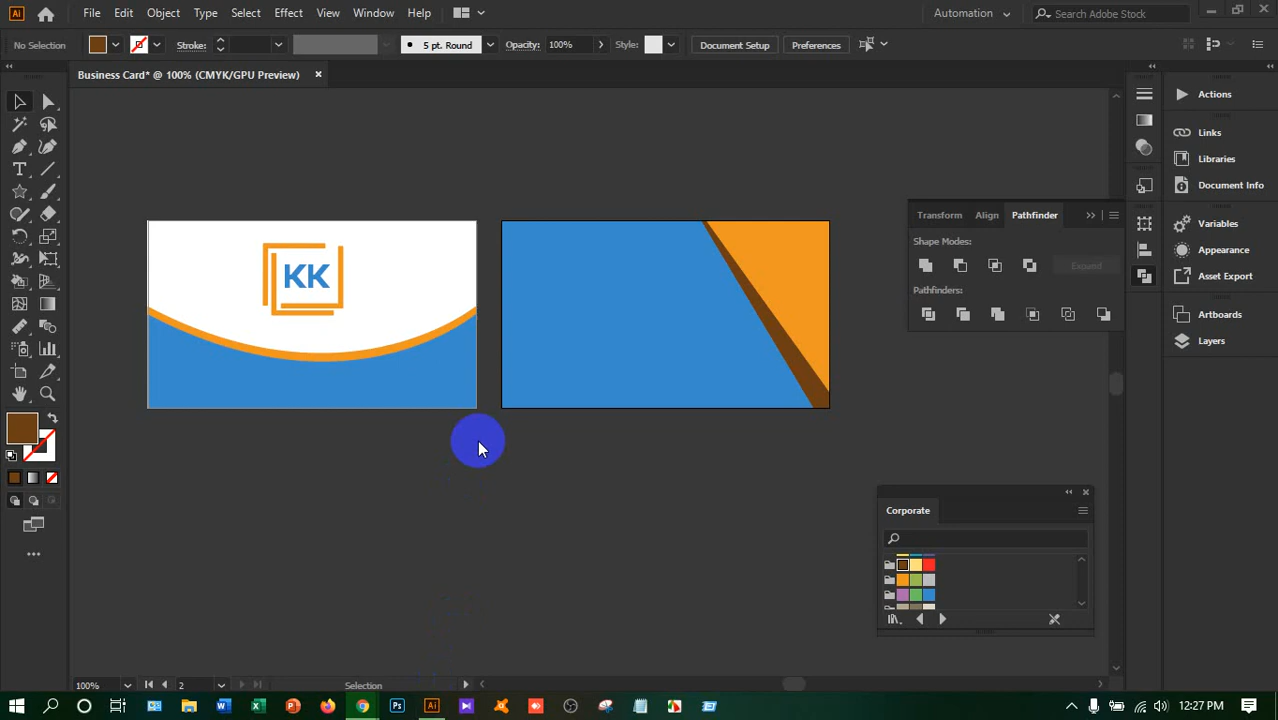 Ai File Edit Object Type Select Effect View Window Help Automation Search Adobe Stock
No Selection Stroke: 5 pt. Round Opacity: 100% Style: Document Setup Preferences
Business Card* @ 100% (CMYK/GPU Preview)
Actions
Links
Libraries
Document Info
Transform Align Pathfinder
Variables
Shape Modes:
Appearance
Expand
Asset Export
Pathfinders:
KK
Artboards
Layers
Corporate
100% 2 Selection
12:27 PM